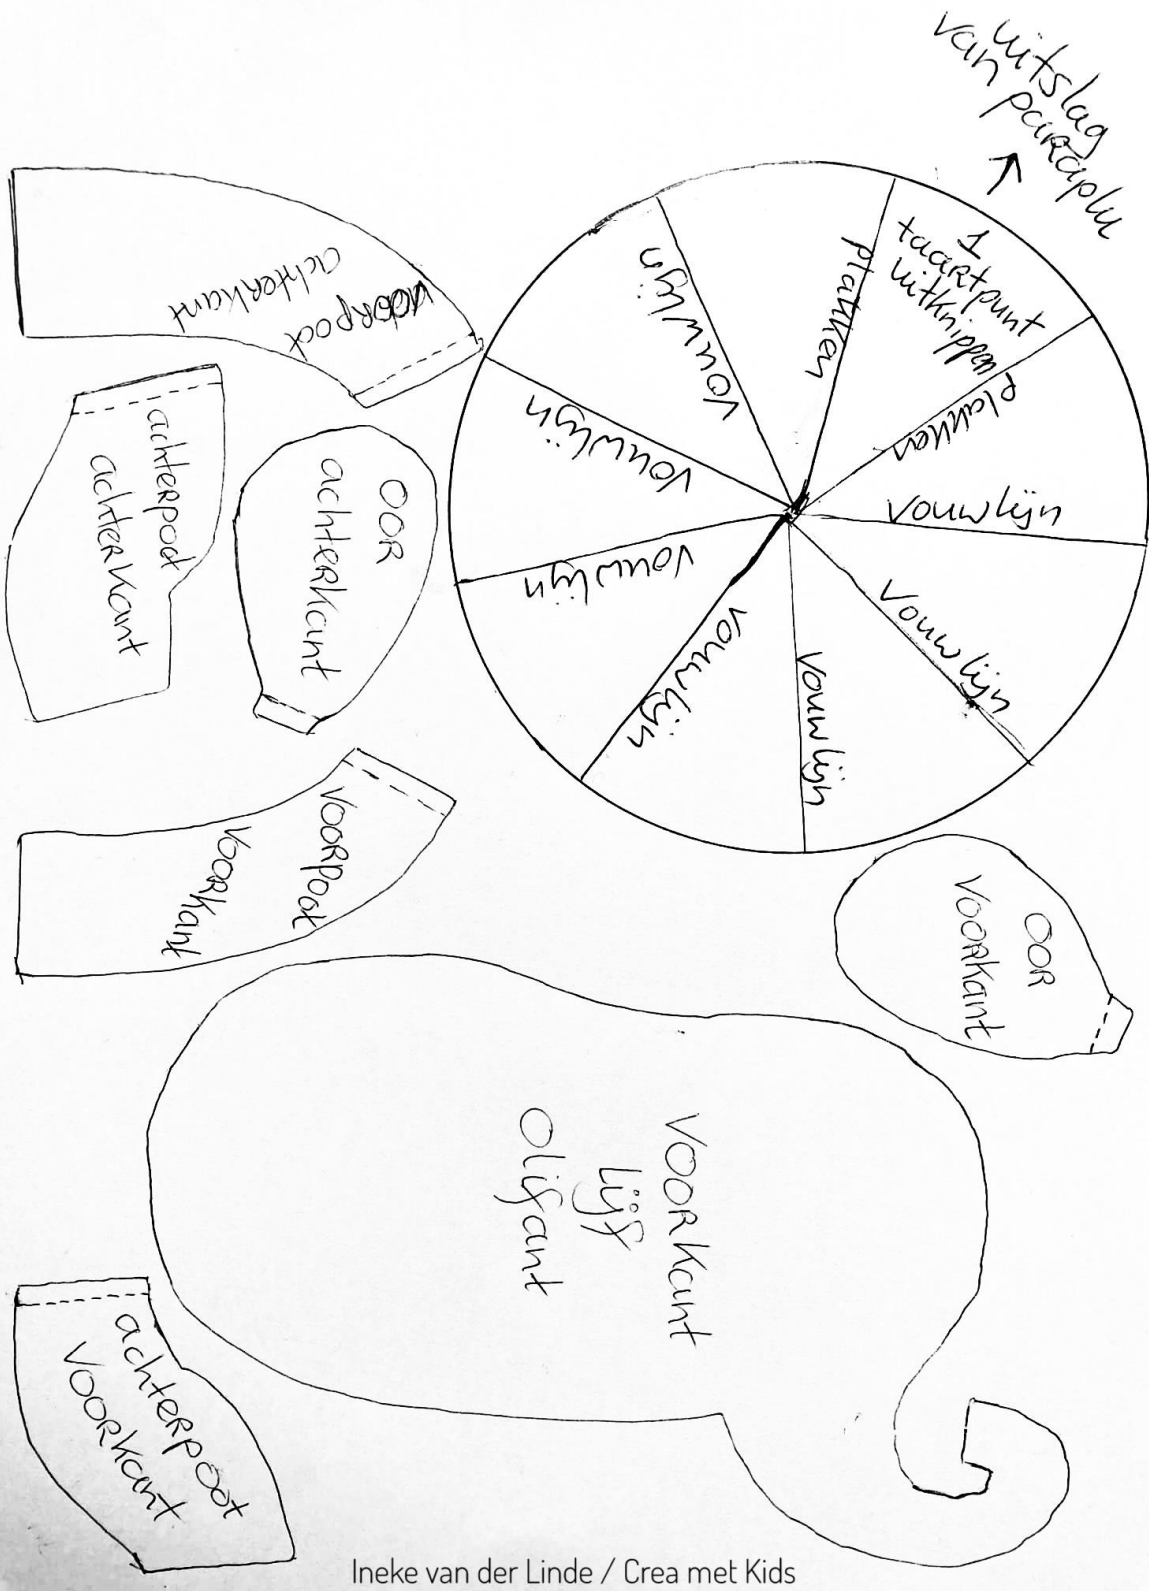 uitslag
van paraplu
1
taartpunt
uitknippen
plakken
plakken
vouwlijn
vouwlijn
vouwlijn
vouwlijn
vouwlijn
vouwlijn
vouwlijn
voorpoot
achterkant
achterpoot
achterkant
OOR
achterkant
voorpoot
voorkant
OOR
voorkant
voorkant
lijf
olifant
achterpoot
voorkant
Ineke van der Linde / Crea met Kids